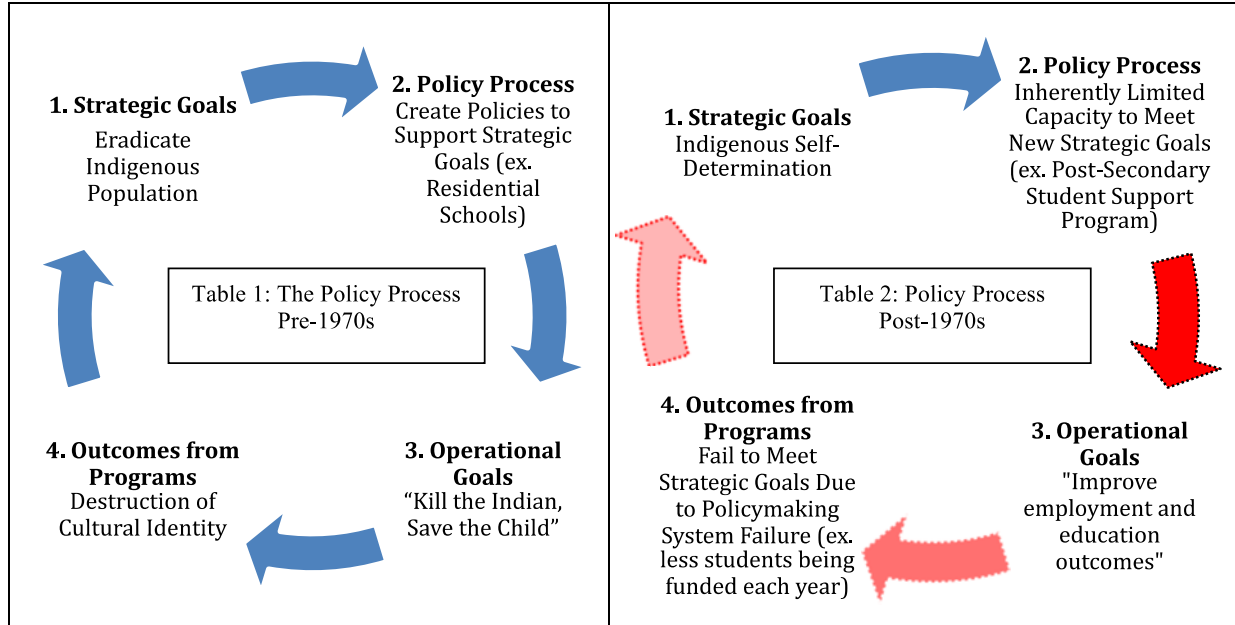 1. Strategic Goals
Eradicate
Indigenous
Population
2. Policy Process
Create Policies to
Support Strategic
Goals (ex.
Residential
Schools)
Table 1: The Policy Process
Pre-1970s
3. Operational
Goals
“Kill the Indian,
Save the Child”
4. Outcomes from
Programs
Destruction of
Cultural Identity
1. Strategic Goals
Indigenous Self-
Determination
2. Policy Process
Inherently Limited
Capacity to Meet
New Strategic Goals
(ex. Post-Secondary
Student Support
Program)
Table 2: Policy Process
Post-1970s
3. Operational
Goals
"Improve
employment and
education
outcomes"
4. Outcomes from
Programs
Fail to Meet
Strategic Goals Due
to Policymaking
System Failure (ex.
less students being
funded each year)